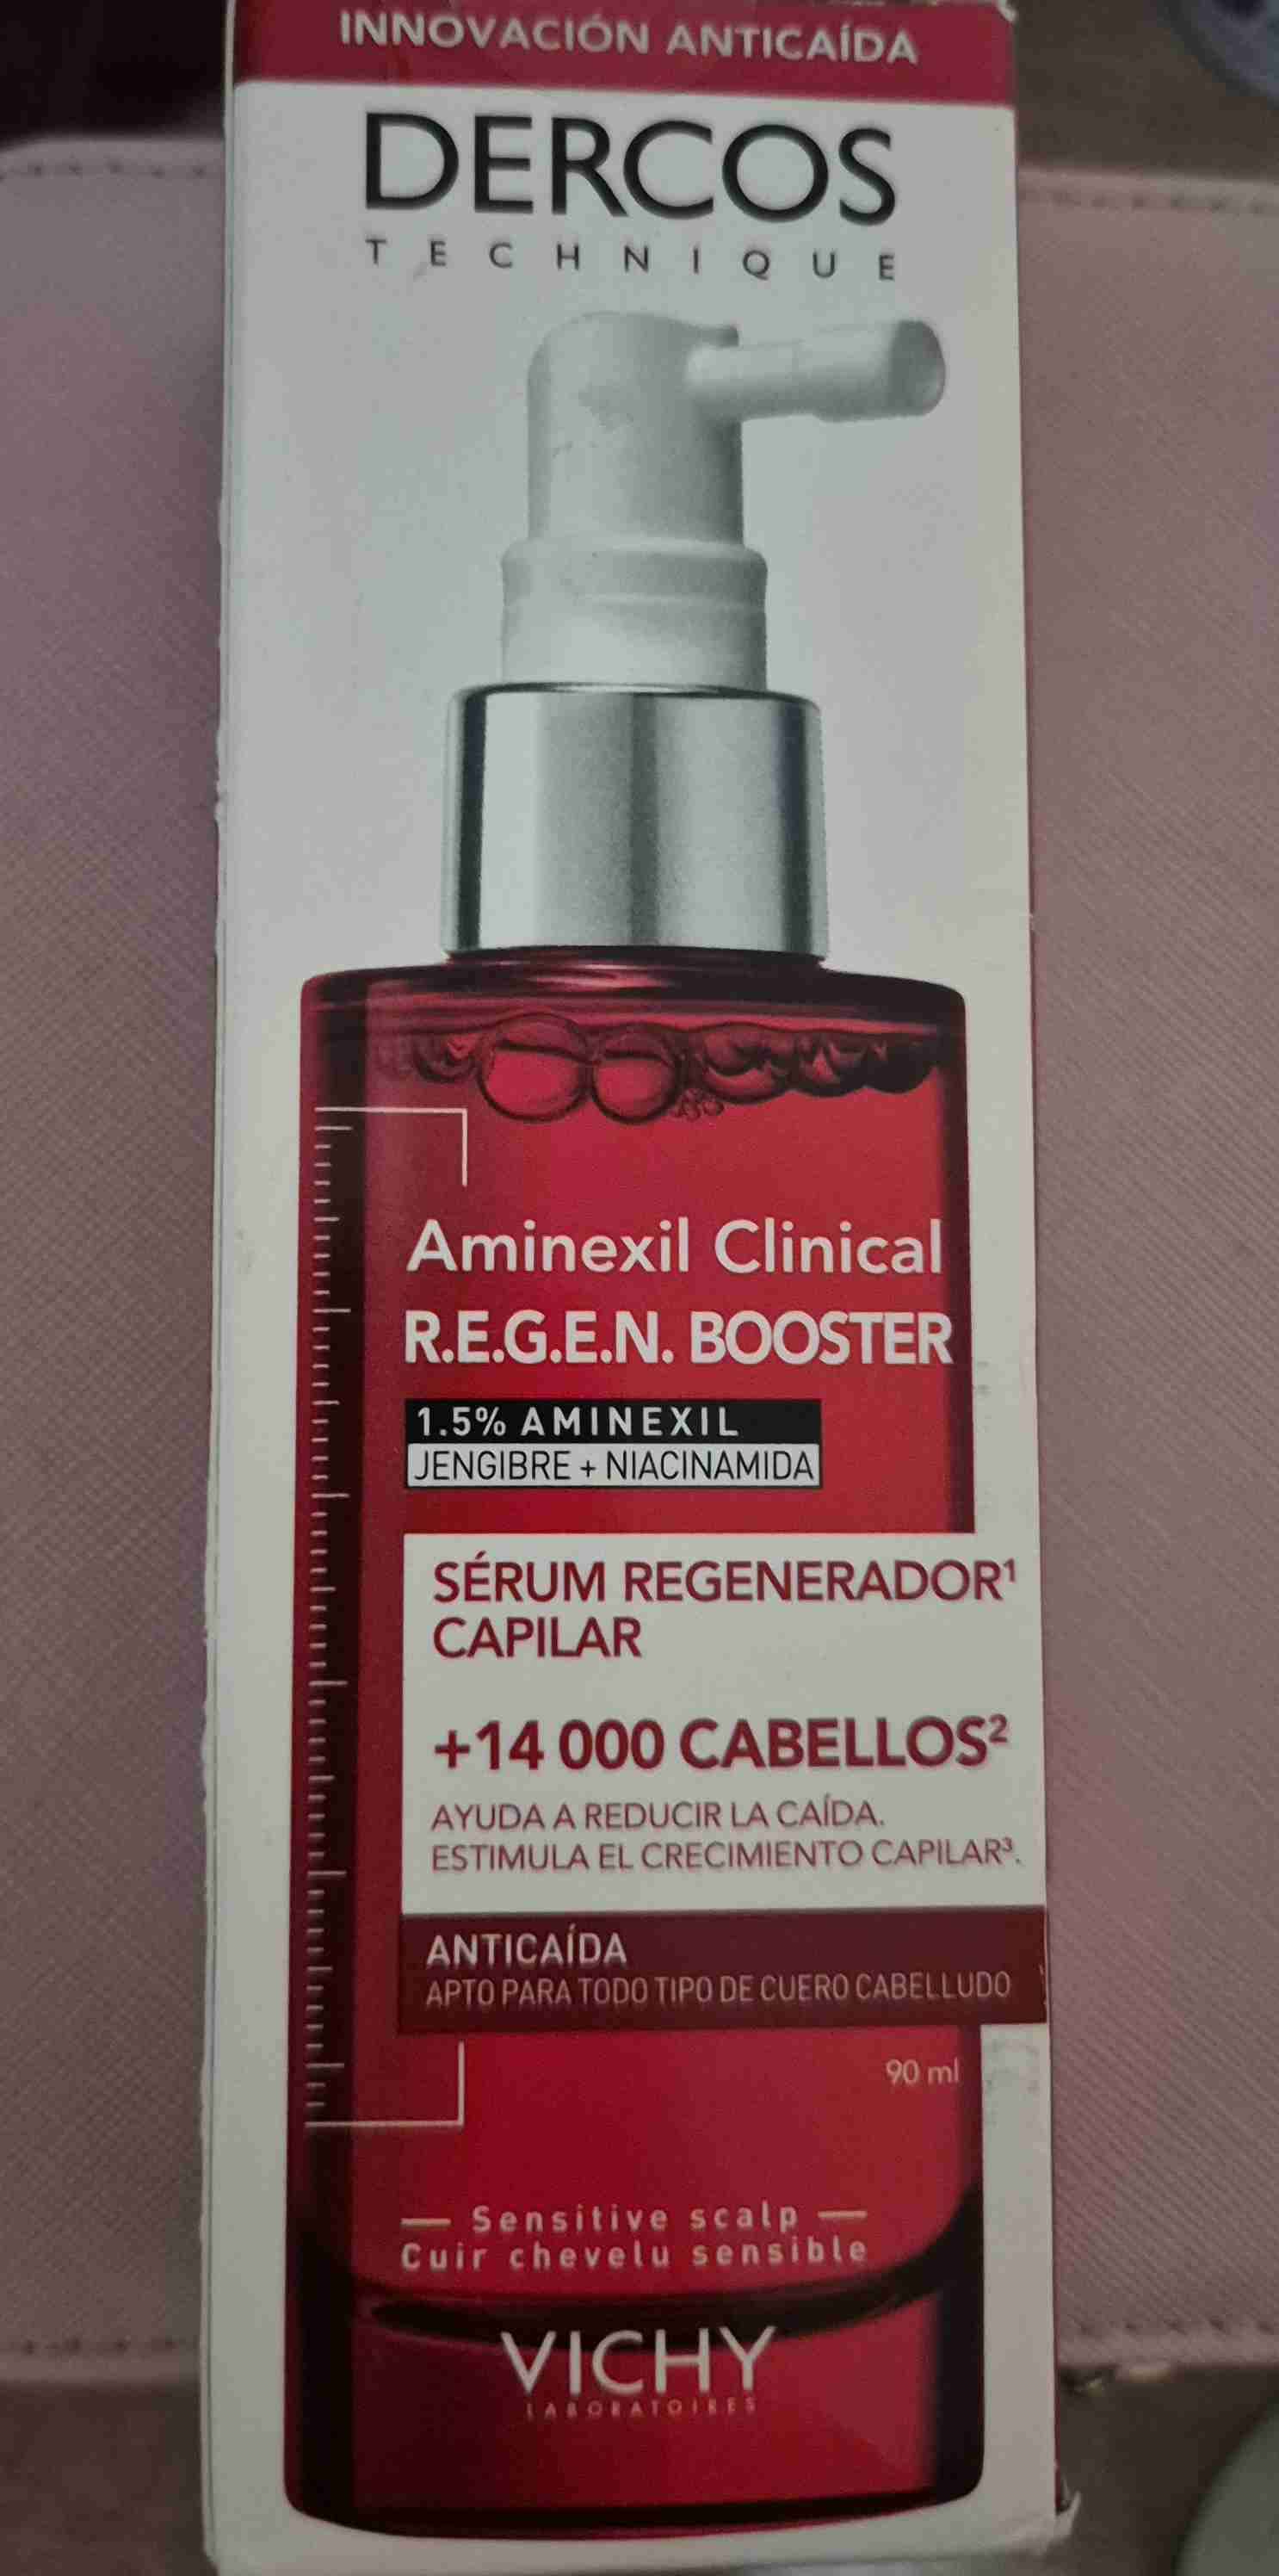 INNOVACIÓN ANTICAÍDA
DERCOS
TECHNIQUE
Aminexil Clinical
R.E.G.E.N. BOOSTER
1.5% AMINEXIL
JENGIBRE + NIACINAMIDA
SÉRUM REGENERADOR¹
CAPILAR
+14 000 CABELLOS²
AYUDA A REDUCIR LA CAÍDA.
ESTIMULA EL CRECIMIENTO CAPILAR³.
ANTICAÍDA
APTO PARA TODO TIPO DE CUERO CABELLUDO
90 ml
— Sensitive scalp —
Cuir chevelu sensible
VICHY
LABORATOIRES